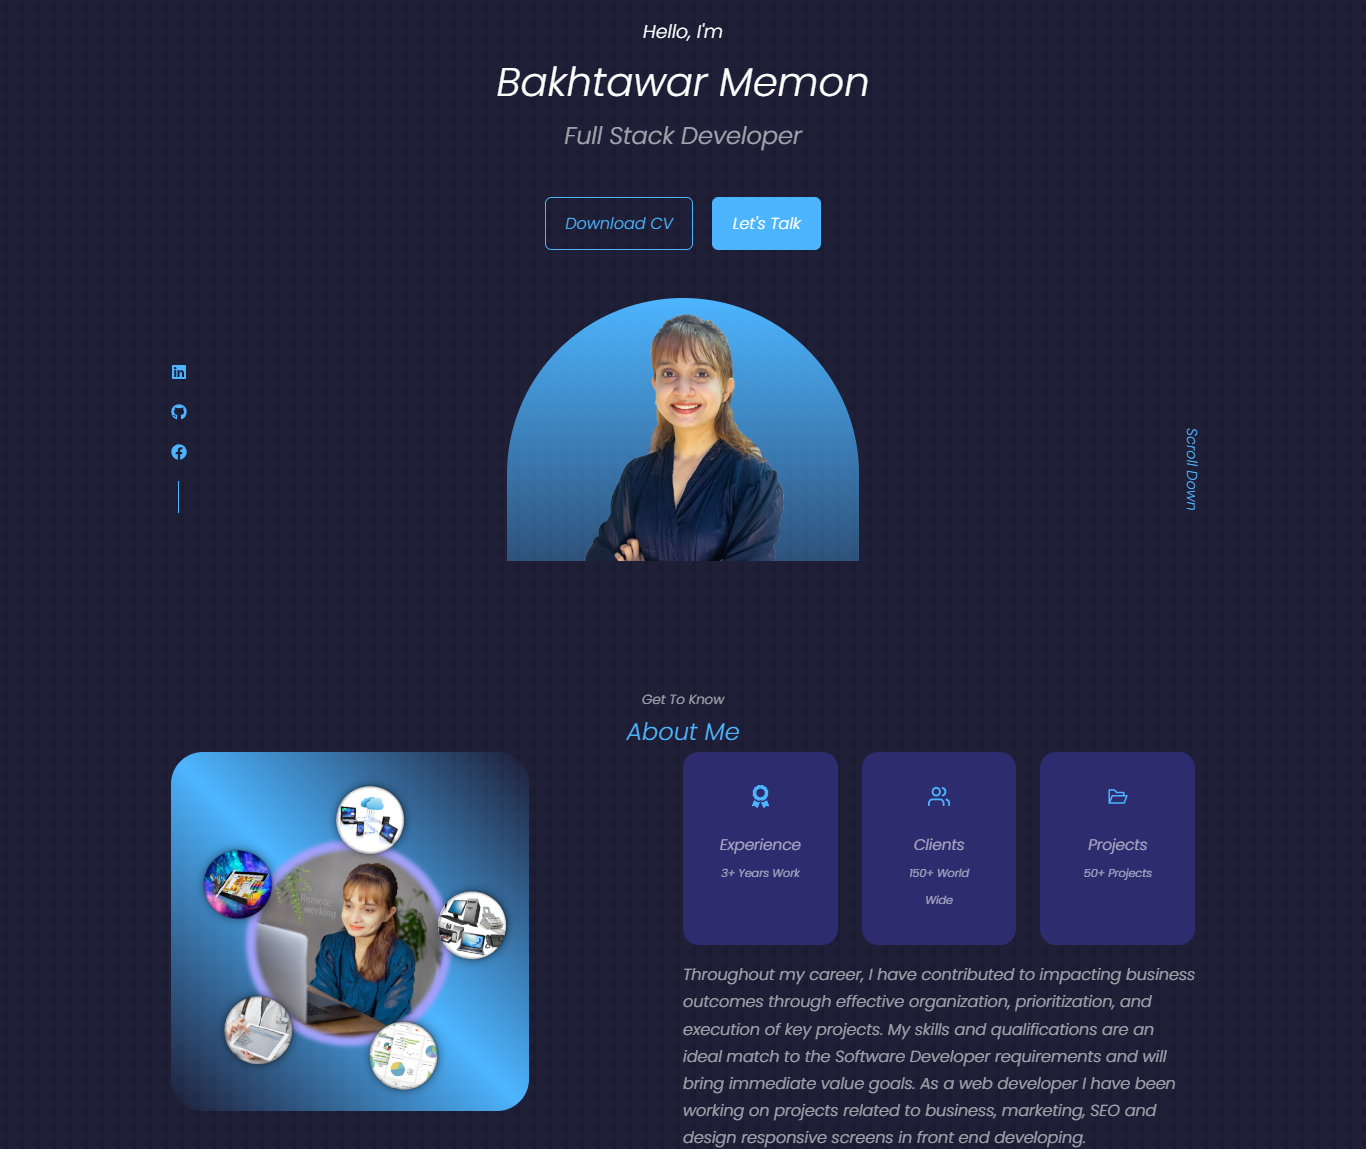 Hello, I'm
Bakhtawar Memon
Full Stack Developer
Download CV
Let's Talk
Scroll Down
Get To Know
About Me
Remote
working
Experience
3+ Years Work
Clients
150+ World
Wide
Projects
50+ Projects
Throughout my career, I have contributed to impacting business
outcomes through effective organization, prioritization, and
execution of key projects. My skills and qualifications are an
ideal match to the Software Developer requirements and will
bring immediate value goals. As a web developer I have been
working on projects related to business, marketing, SEO and
design responsive screens in front end developing.